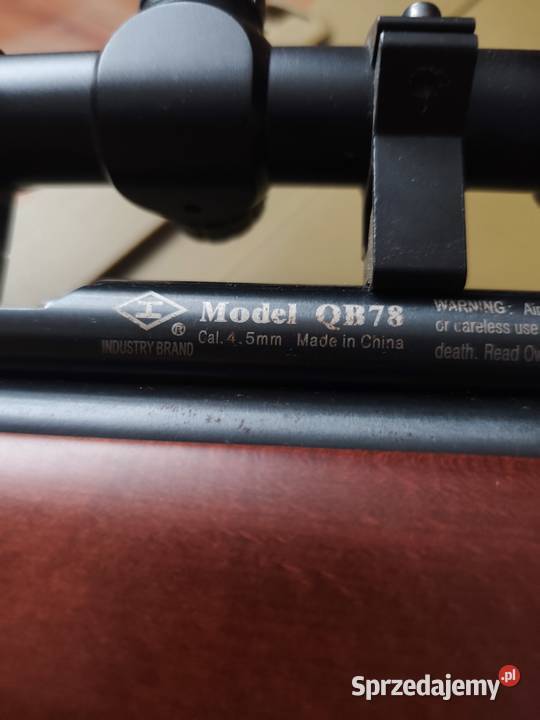 Model QB78
®
INDUSTRY BRAND
Cal. 4.5mm Made in China
WARNING:
or careless use
death. Read
Sprzedajemy.pl